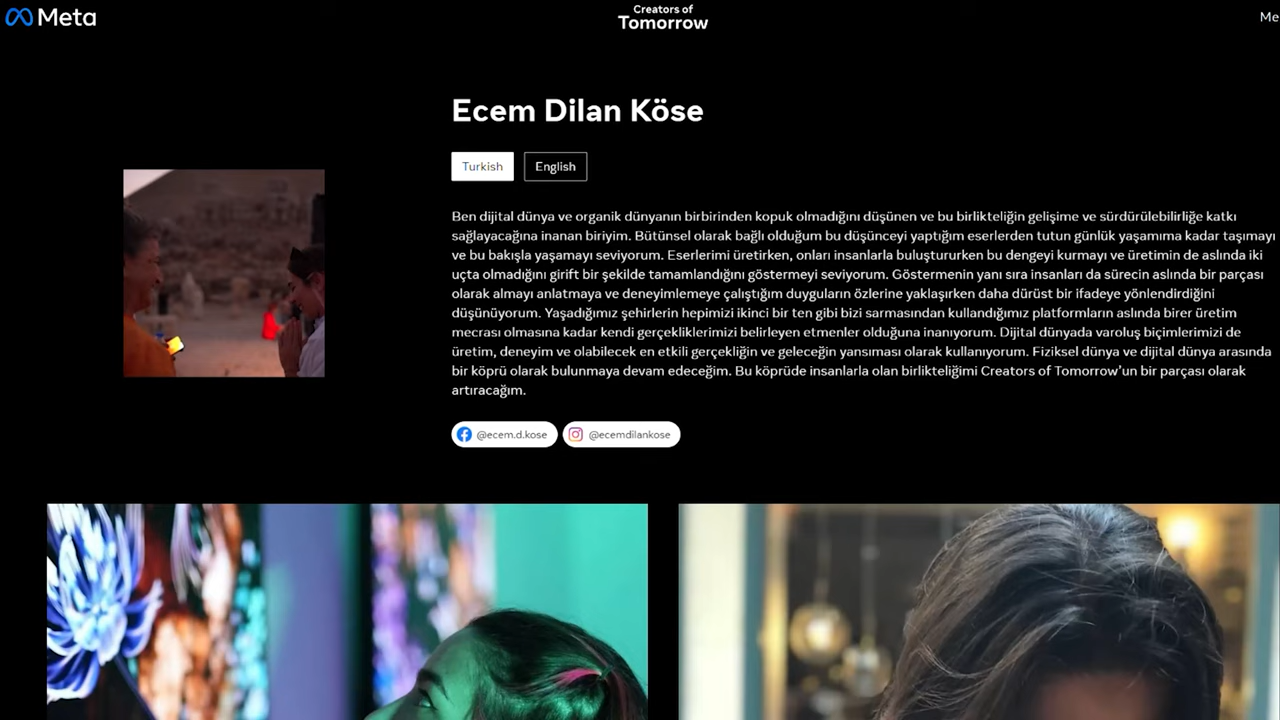 Meta
Creators of
Tomorrow
Me
Ecem Dilan Köse
Turkish
English
Ben dijital dünya ve organik dünyanın birbirinden kopuk olmadığını düşünen ve bu birlikteliğin gelişime ve sürdürülebilirliğe katkı
sağlayacağına inanan biriyim. Bütünsel olarak bağlı olduğum bu düşünceyi yaptığım eserlerden tutun günlük yaşamıma kadar taşımayı
ve bu bakışla yaşamayı seviyorum. Eserlerimi üretirken, onları insanlarla buluştururken bu dengeyi kurmayı ve üretimin de aslında iki
uçta olmadığını girift bir şekilde tamamlandığını göstermeyi seviyorum. Göstermenin yanı sıra insanları da sürecin aslında bir parçası
olarak almayı anlatmaya ve deneyimlemeye çalıştığım duyguların özlerine yaklaşırken daha dürüst bir ifadeye yönlendirdiğini
düşünüyorum. Yaşadığımız şehirlerin hepimizi ikinci bir ten gibi bizi sarmasından kullandığımız platformların aslında birer üretim
mecrası olmasına kadar kendi gerçekliklerimizi belirleyen etmenler olduğuna inanıyorum. Dijital dünyada varoluş biçimlerimizi de
üretim, deneyim ve olabilecek en etkili gerçekliğin ve geleceğin yansıması olarak kullanıyorum. Fiziksel dünya ve dijital dünya arasında
bir köprü olarak bulunmaya devam edeceğim. Bu köprüde insanlarla olan birlikteliğimi Creators of Tomorrow’un bir parçası olarak
artıracağım.
@ecem.d.kose
@ecemdilankose